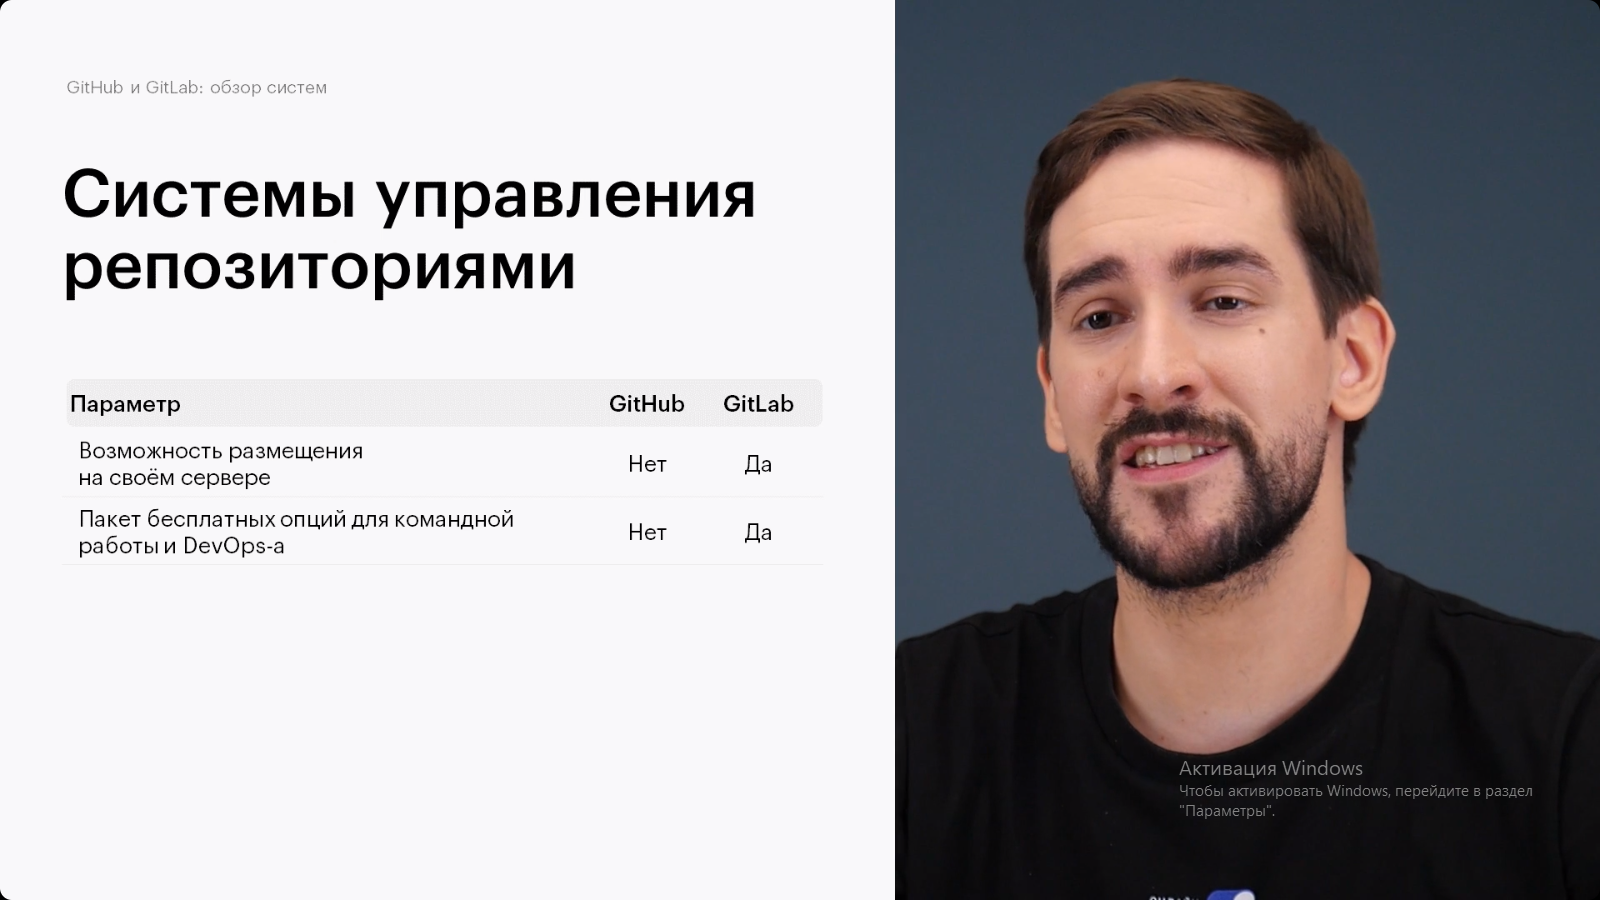 GitHub и GitLab: обзор систем
Системы управления
репозиториями
Параметр GitHub GitLab
Возможность размещения
на своём сервере
Нет Да
Пакет бесплатных опций для командной
работы и DevOps-а
Нет Да
Активация Windows
Чтобы активировать Windows, перейдите в раздел
"Параметры".